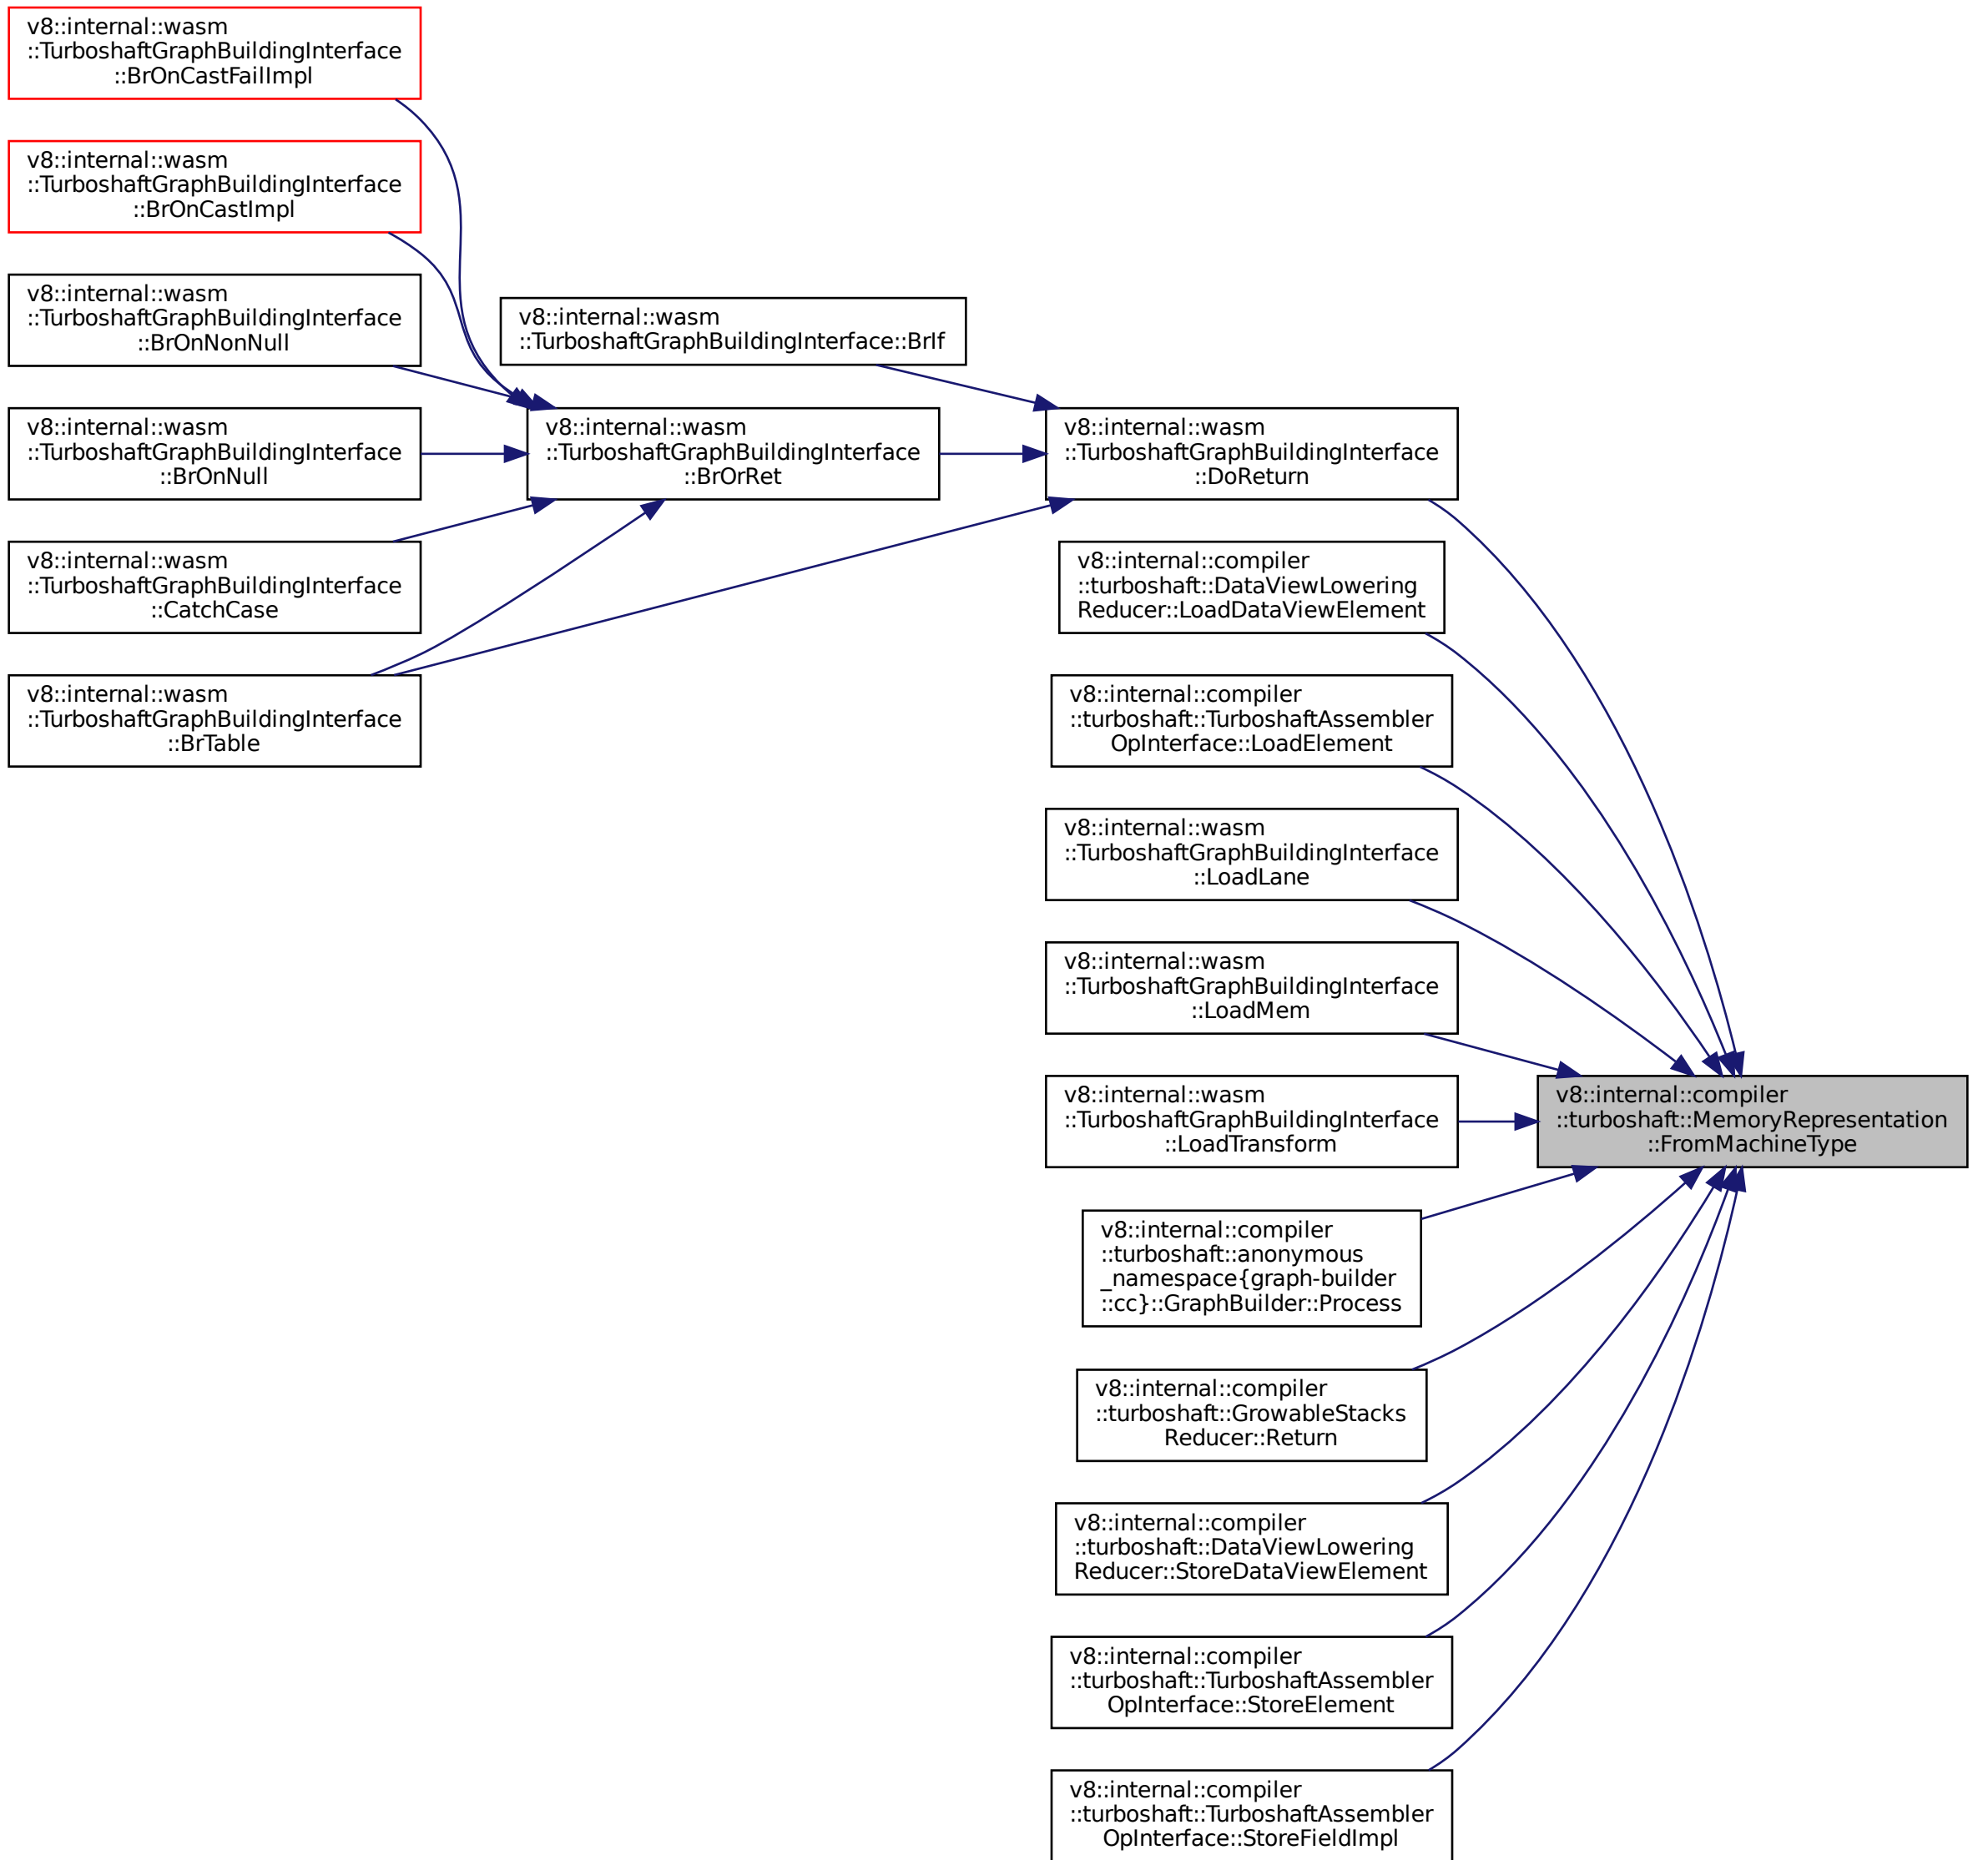 v8::internal::wasm
::TurboshaftGraphBuildingInterface
::BrOnCastFailImpl
v8::internal::wasm
::TurboshaftGraphBuildingInterface
::BrOnCastImpl
v8::internal::wasm
::TurboshaftGraphBuildingInterface
::BrOnNonNull
v8::internal::wasm
::TurboshaftGraphBuildingInterface
::BrOnNull
v8::internal::wasm
::TurboshaftGraphBuildingInterface
::CatchCase
v8::internal::wasm
::TurboshaftGraphBuildingInterface
::BrTable
v8::internal::wasm
::TurboshaftGraphBuildingInterface::BrIf
v8::internal::wasm
::TurboshaftGraphBuildingInterface
::BrOrRet
v8::internal::wasm
::TurboshaftGraphBuildingInterface
::DoReturn
v8::internal::compiler
::turboshaft::DataViewLowering
Reducer::LoadDataViewElement
v8::internal::compiler
::turboshaft::TurboshaftAssembler
OpInterface::LoadElement
v8::internal::wasm
::TurboshaftGraphBuildingInterface
::LoadLane
v8::internal::wasm
::TurboshaftGraphBuildingInterface
::LoadMem
v8::internal::wasm
::TurboshaftGraphBuildingInterface
::LoadTransform
v8::internal::compiler
::turboshaft::anonymous
_namespace{graph-builder
::cc}::GraphBuilder::Process
v8::internal::compiler
::turboshaft::GrowableStacks
Reducer::Return
v8::internal::compiler
::turboshaft::DataViewLowering
Reducer::StoreDataViewElement
v8::internal::compiler
::turboshaft::TurboshaftAssembler
OpInterface::StoreElement
v8::internal::compiler
::turboshaft::TurboshaftAssembler
OpInterface::StoreFieldImpl
v8::internal::compiler
::turboshaft::MemoryRepresentation
::FromMachineType